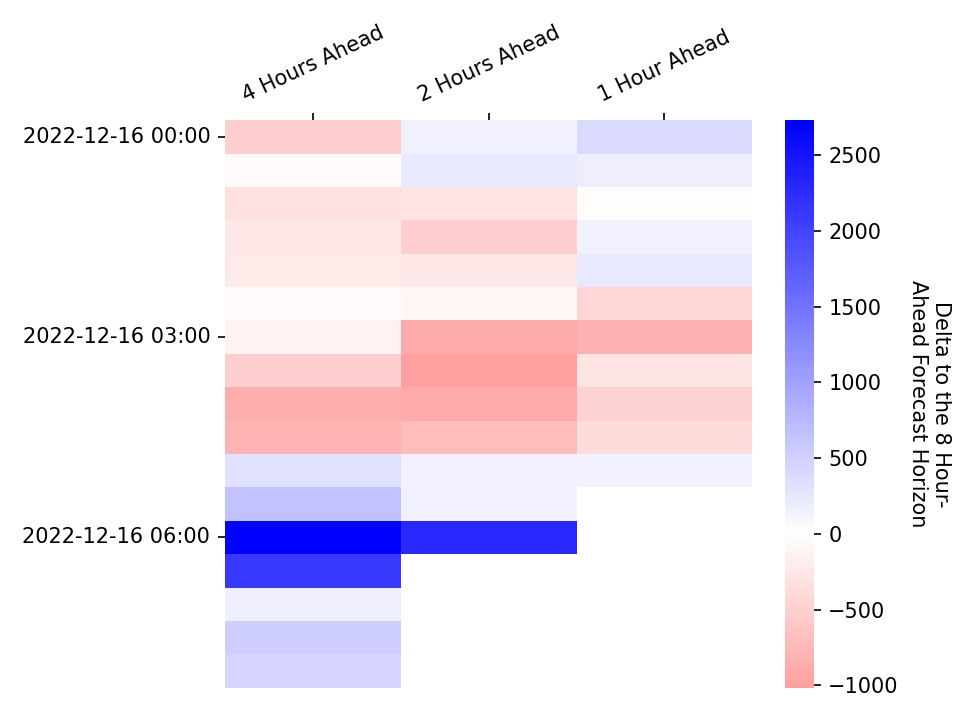 4 Hours Ahead
2 Hours Ahead
1 Hour Ahead
2022-12-16 00:00
2022-12-16 03:00
2022-12-16 06:00
2500
2000
1500
1000
500
0
−500
−1000
Delta to the 8 Hour-
Ahead Forecast Horizon